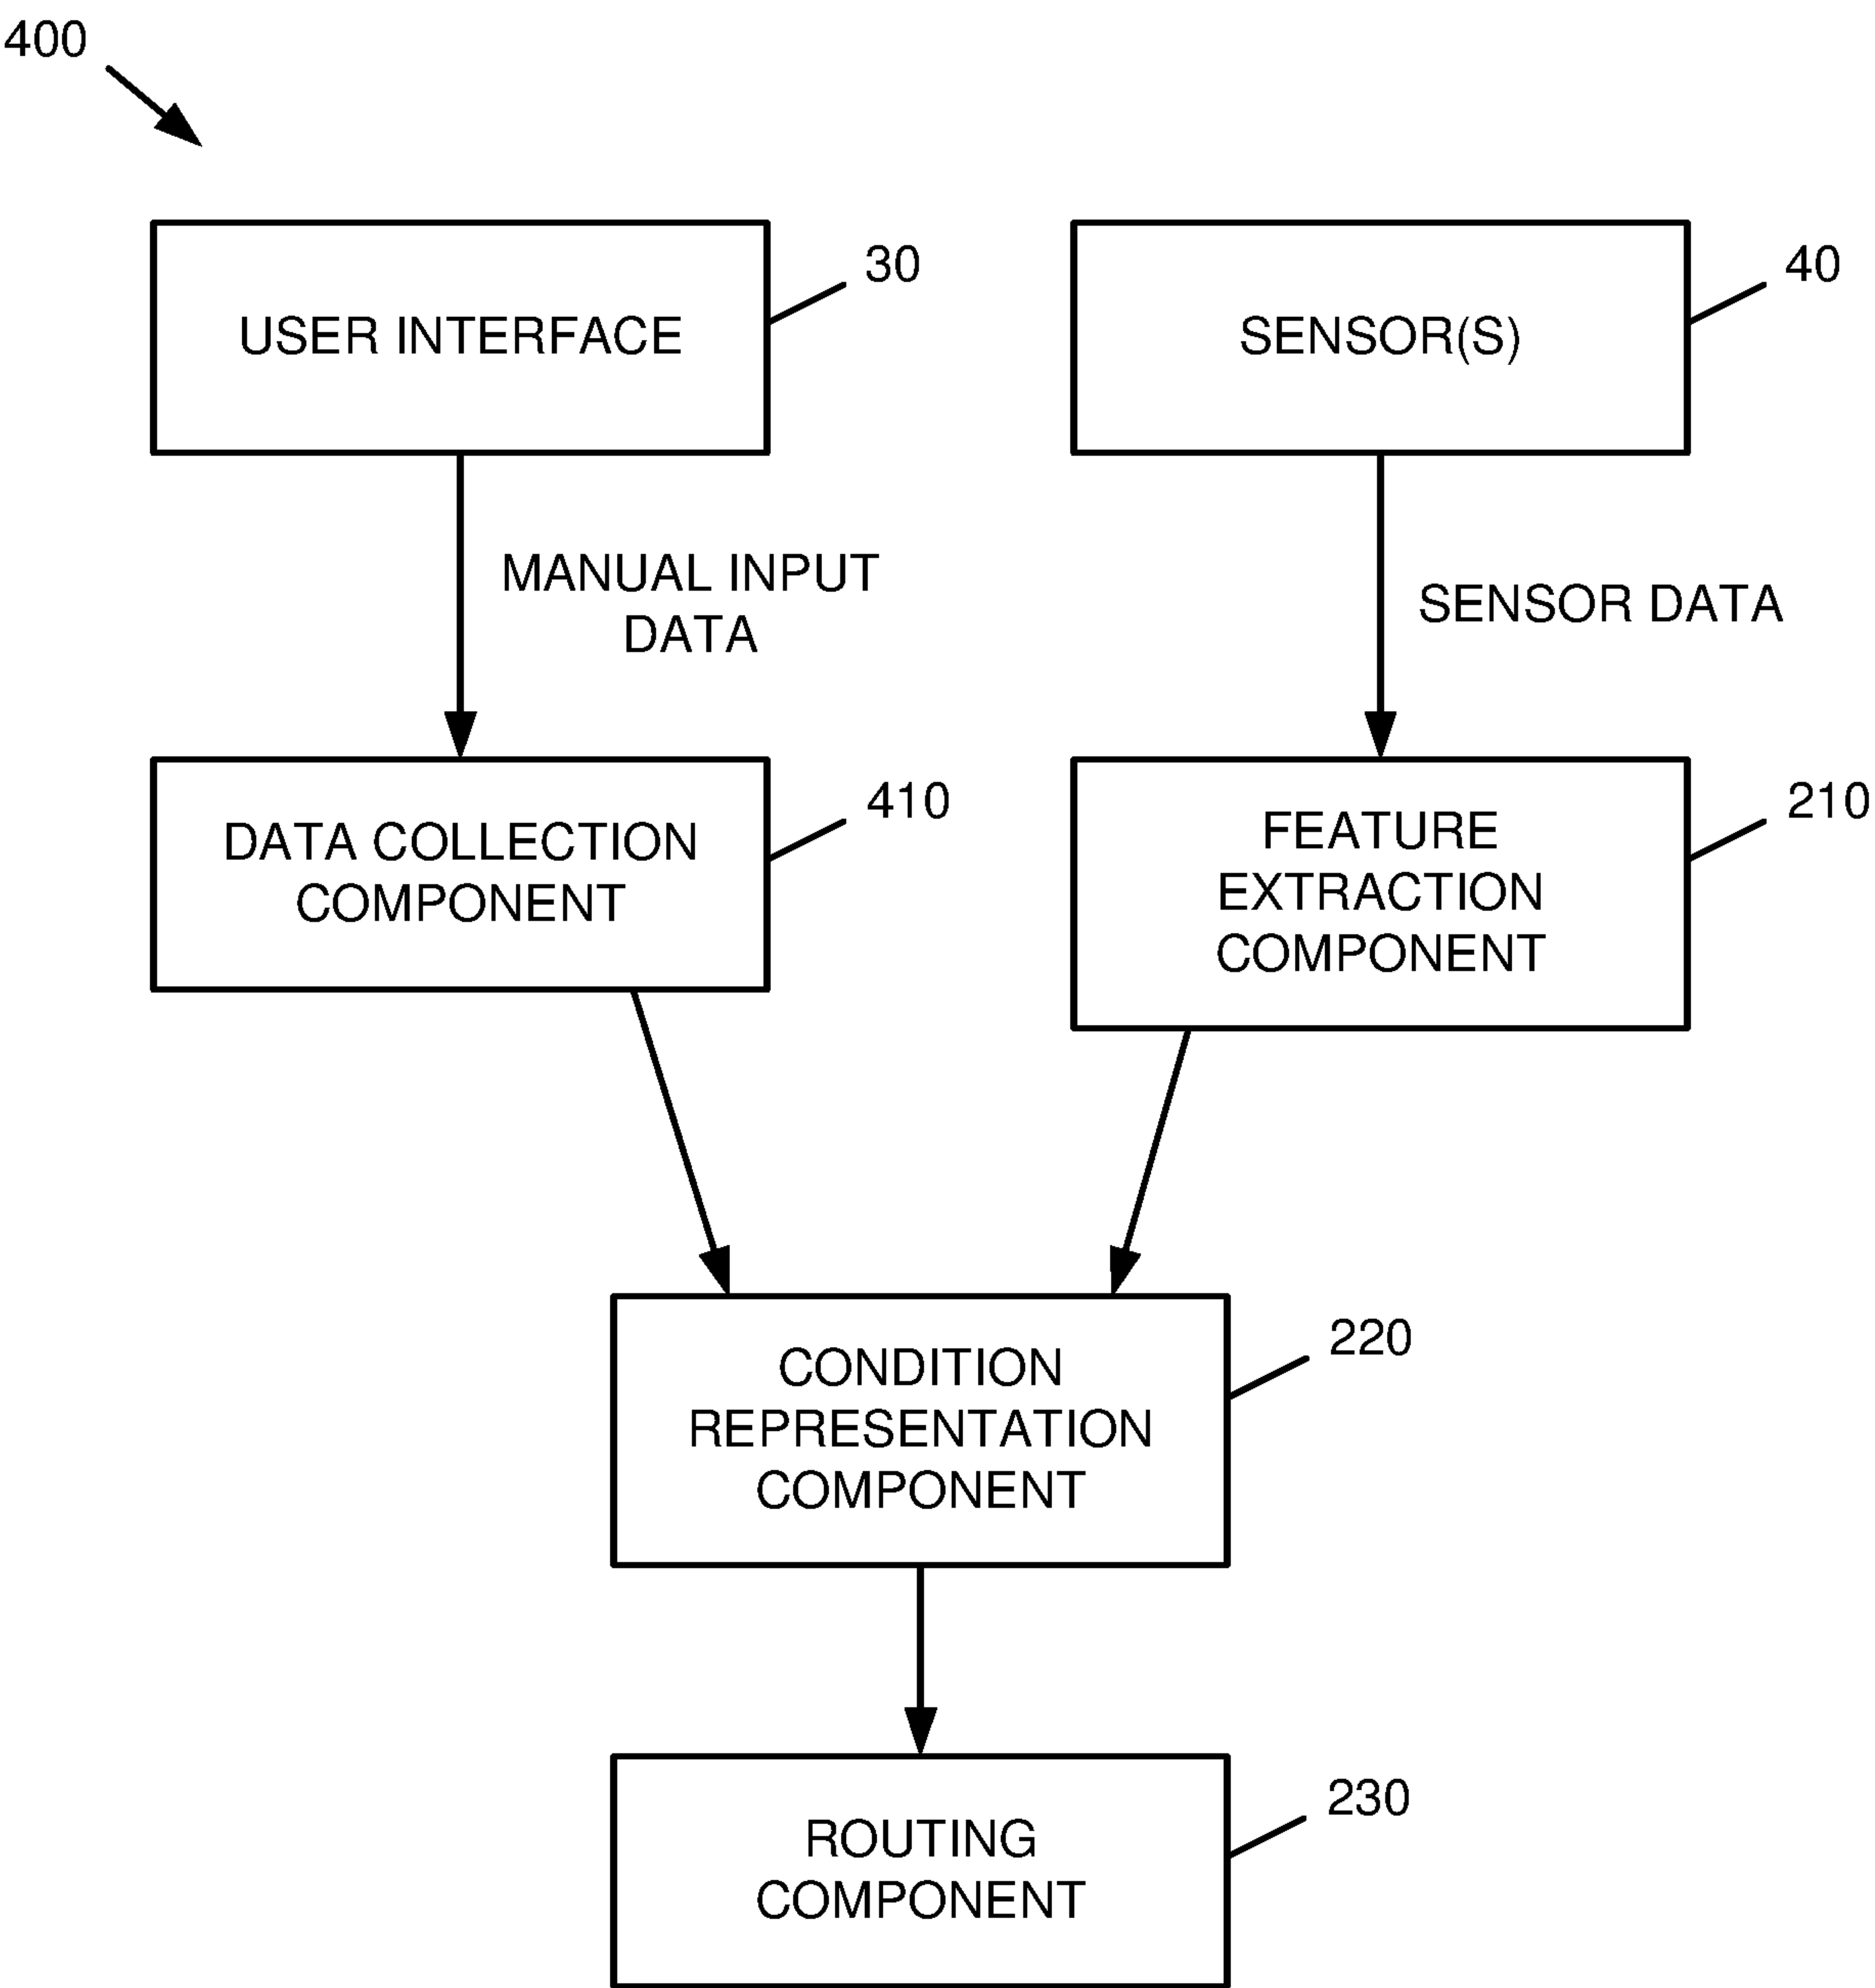 400
30
USER INTERFACE
40
SENSOR(S)
MANUAL INPUT
DATA
SENSOR DATA
410
DATA COLLECTION
COMPONENT
210
FEATURE
EXTRACTION
COMPONENT
220
CONDITION
REPRESENTATION
COMPONENT
230
ROUTING
COMPONENT